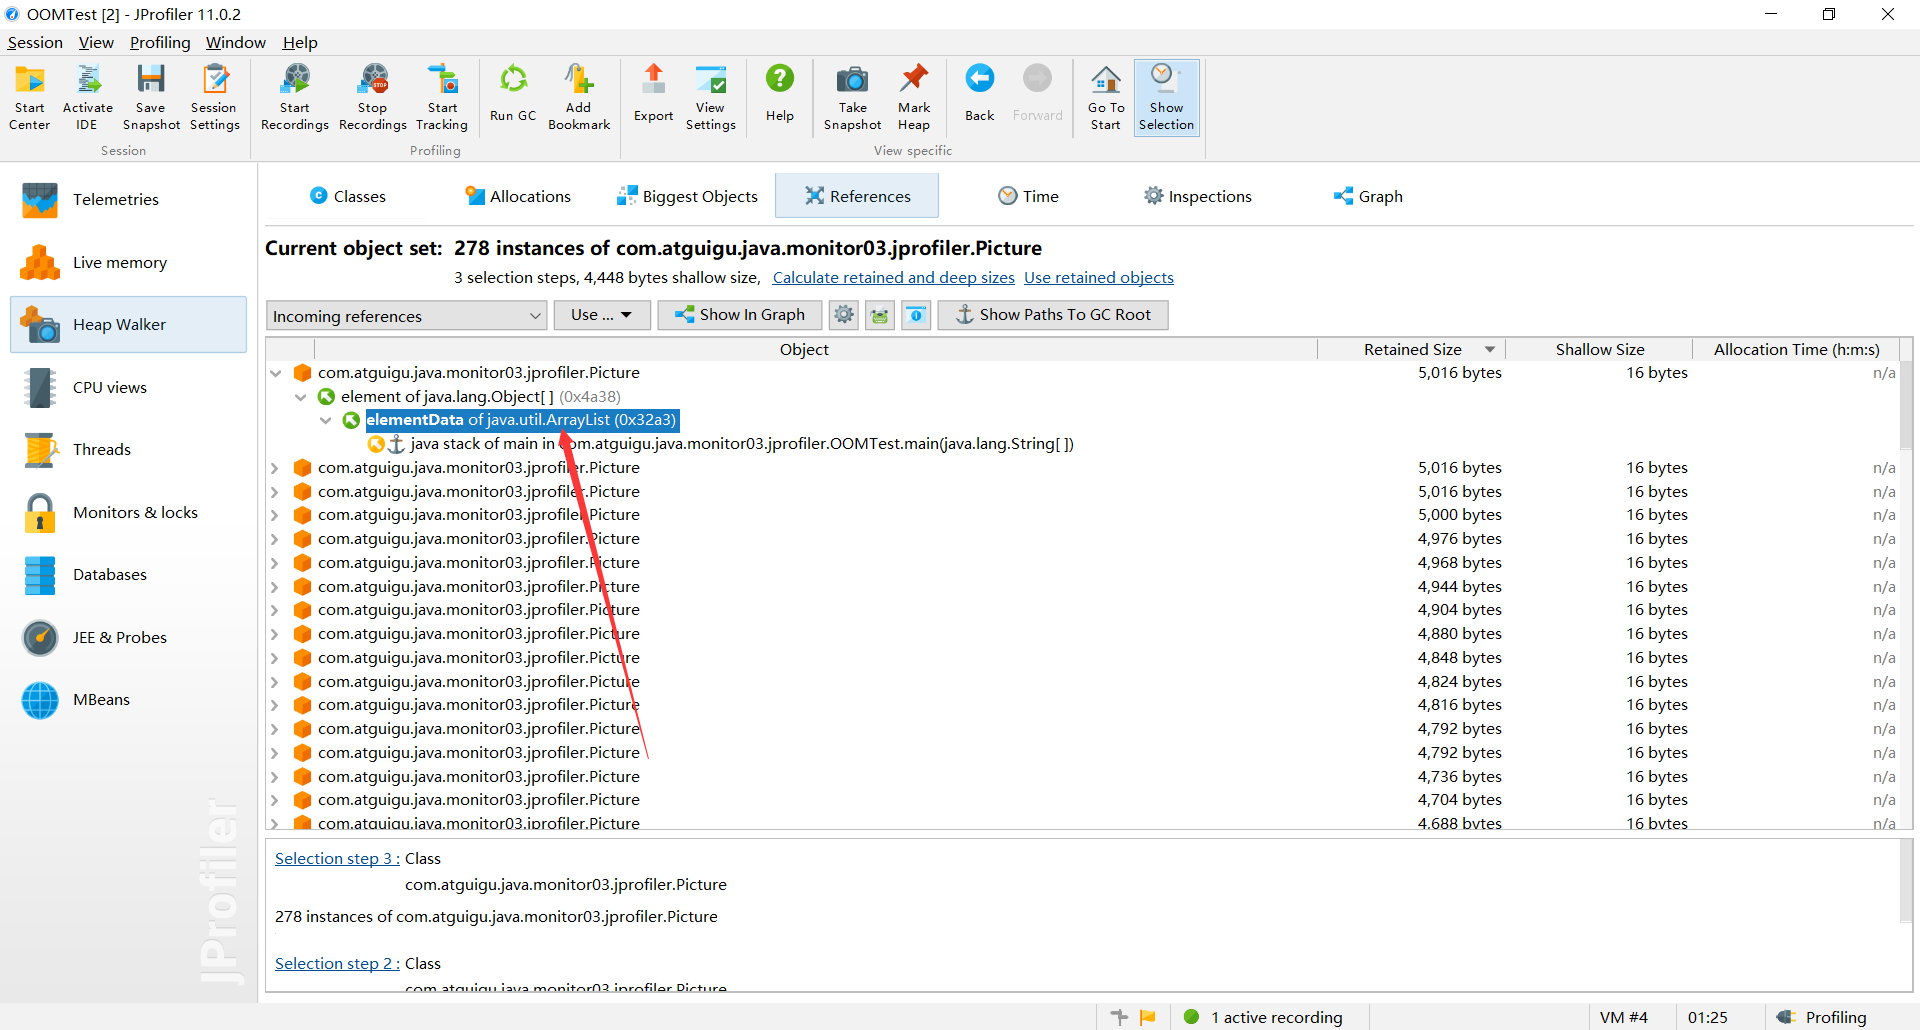 OOMTest [2] - JProfiler 11.0.2
Session View Profiling Window Help
Start Center
Activate IDE
Save Snapshot
Session Settings
Start Recordings
Stop Recordings
Start Tracking
Run GC
Add Bookmark
Export
View Settings
Help
Take Snapshot
Mark Heap
Back
Forward
Go To Start
Show Selection
Session
Profiling
View specific
Telemetries
Live memory
Heap Walker
CPU views
Threads
Monitors & locks
Databases
JEE & Probes
MBeans
JProfiler
Classes Allocations Biggest Objects References Time Inspections Graph
Current object set: 278 instances of com.atguigu.java.monitor03.jprofiler.Picture
3 selection steps, 4,448 bytes shallow size, Calculate retained and deep sizes Use retained objects
Incoming references Use ... Show In Graph Show Paths To GC Root
Object Retained Size Shallow Size Allocation Time (h:m:s)
com.atguigu.java.monitor03.jprofiler.Picture 5,016 bytes 16 bytes n/a
element of java.lang.Object[ ] (0x4a38)
elementData of java.util.ArrayList (0x32a3)
java stack of main in com.atguigu.java.monitor03.jprofiler.OOMTest.main(java.lang.String[ ])
com.atguigu.java.monitor03.jprofiler.Picture 5,016 bytes 16 bytes n/a
com.atguigu.java.monitor03.jprofiler.Picture 5,016 bytes 16 bytes n/a
com.atguigu.java.monitor03.jprofiler.Picture 5,000 bytes 16 bytes n/a
com.atguigu.java.monitor03.jprofiler.Picture 4,976 bytes 16 bytes n/a
com.atguigu.java.monitor03.jprofiler.Picture 4,968 bytes 16 bytes n/a
com.atguigu.java.monitor03.jprofiler.Picture 4,944 bytes 16 bytes n/a
com.atguigu.java.monitor03.jprofiler.Picture 4,904 bytes 16 bytes n/a
com.atguigu.java.monitor03.jprofiler.Picture 4,880 bytes 16 bytes n/a
com.atguigu.java.monitor03.jprofiler.Picture 4,848 bytes 16 bytes n/a
com.atguigu.java.monitor03.jprofiler.Picture 4,824 bytes 16 bytes n/a
com.atguigu.java.monitor03.jprofiler.Picture 4,816 bytes 16 bytes n/a
com.atguigu.java.monitor03.jprofiler.Picture 4,792 bytes 16 bytes n/a
com.atguigu.java.monitor03.jprofiler.Picture 4,792 bytes 16 bytes n/a
com.atguigu.java.monitor03.jprofiler.Picture 4,736 bytes 16 bytes n/a
com.atguigu.java.monitor03.jprofiler.Picture 4,704 bytes 16 bytes n/a
com.atguigu.java.monitor03.jprofiler.Picture 4,688 bytes 16 bytes n/a
Selection step 3 : Class
com.atguigu.java.monitor03.jprofiler.Picture
278 instances of com.atguigu.java.monitor03.jprofiler.Picture
Selection step 2 : Class
com.atguigu.java.monitor03.jprofiler.Picture
1 active recording VM #4 01:25 Profiling